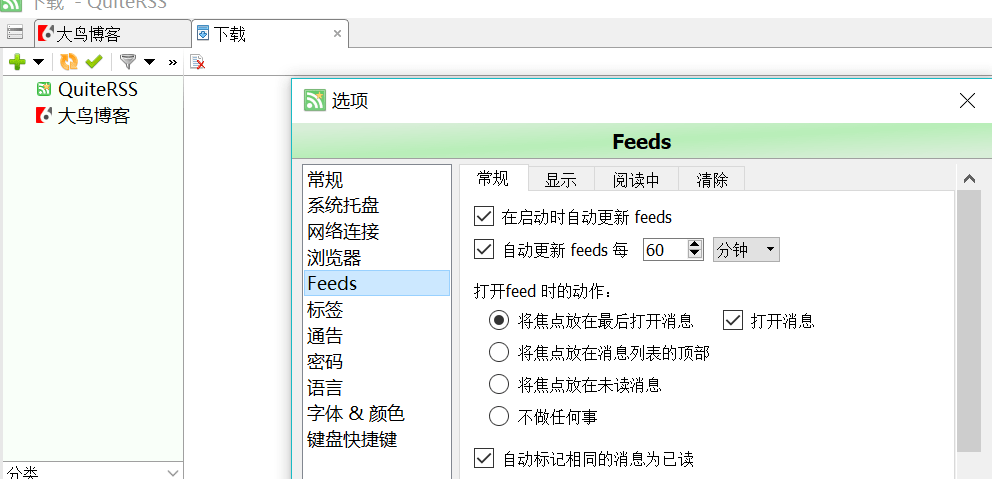 下载 - QuiteRSS
大鸟博客
下载
QuiteRSS
大鸟博客
分类
选项
Feeds
常规
系统托盘
网络连接
浏览器
Feeds
标签
通告
密码
语言
字体 & 颜色
键盘快捷键
常规 显示 阅读中 清除
在启动时自动更新 feeds
自动更新 feeds 每 60 分钟
打开feed 时的动作：
将焦点放在最后打开消息 打开消息
将焦点放在消息列表的顶部
将焦点放在未读消息
不做任何事
自动标记相同的消息为已读